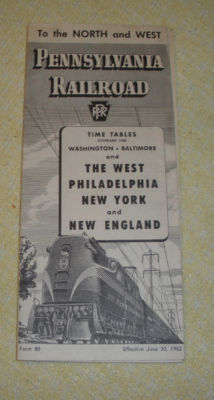 To the NORTH and WEST
PENNSYLVANIA
RAILROAD
PRR
TIME TABLES
STANDARD TIME
WASHINGTON - BALTIMORE
and
THE WEST
PHILADELPHIA
NEW YORK
and
NEW ENGLAND
Form 80
Effective June 30, 1952